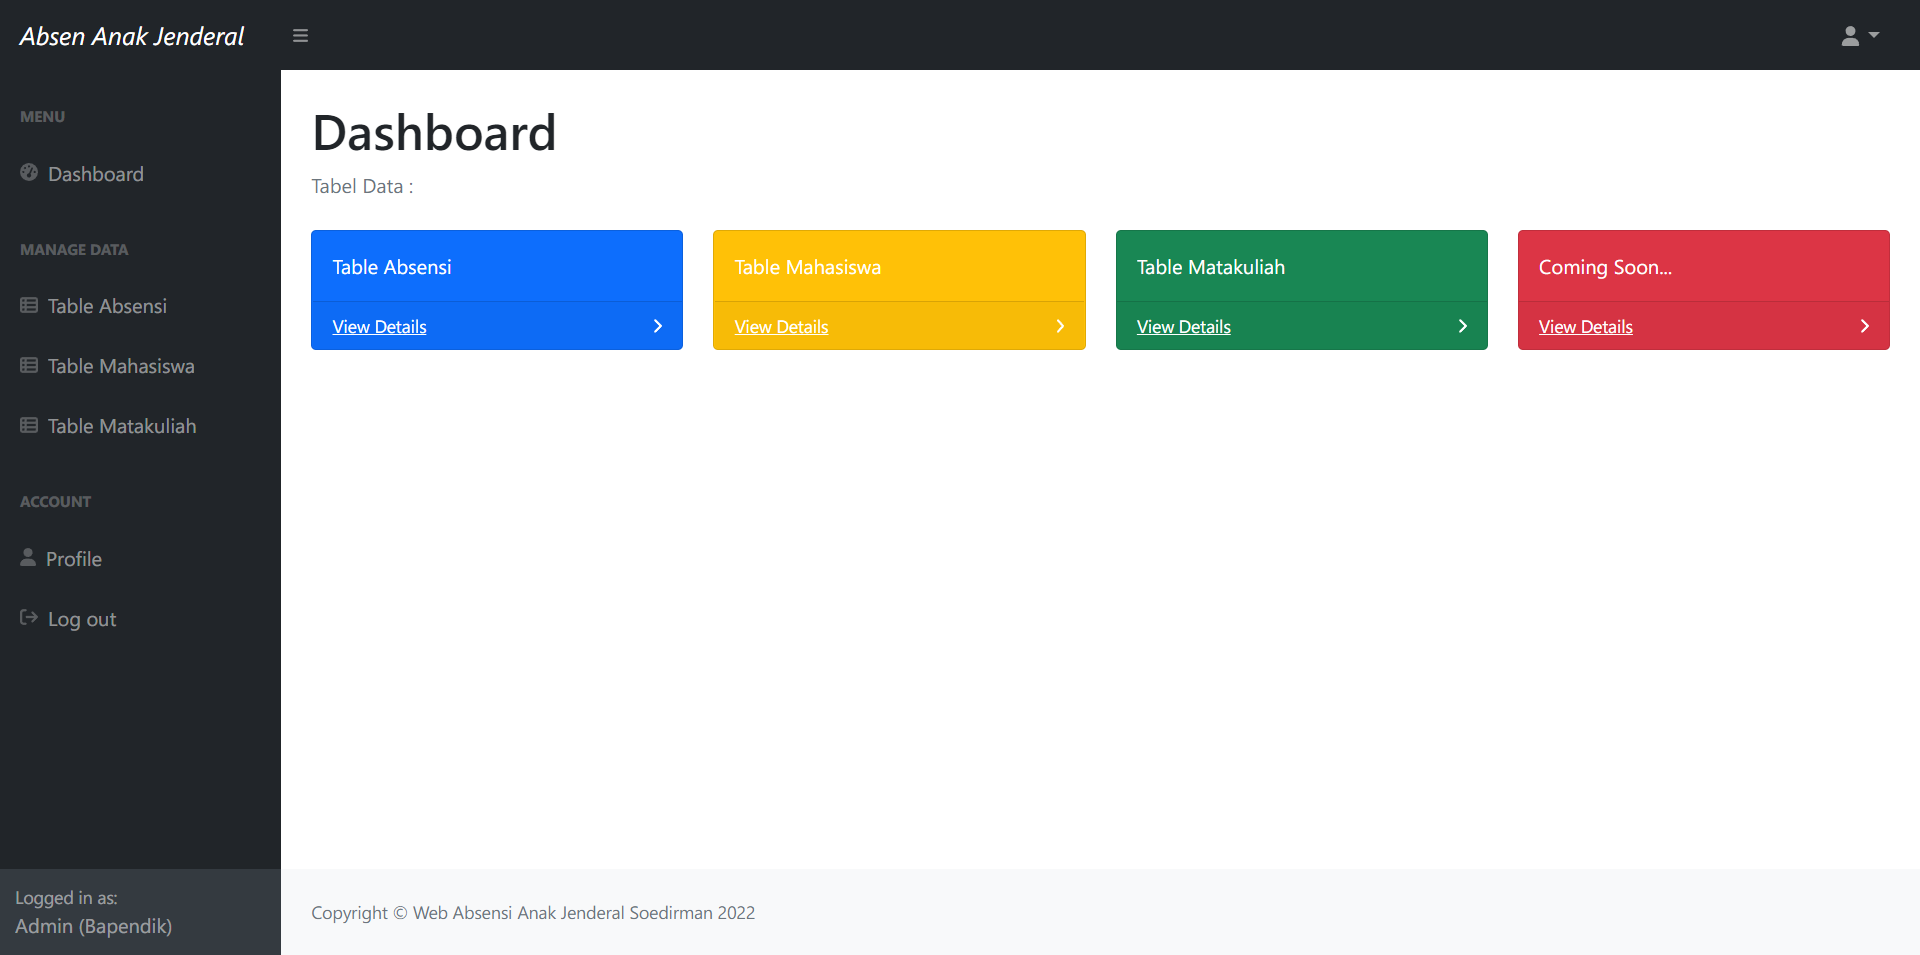 Absen Anak Jenderal
MENU
Dashboard
MANAGE DATA
Table Absensi
Table Mahasiswa
Table Matakuliah
ACCOUNT
Profile
Log out
Logged in as:
Admin (Bapendik)
Dashboard
Tabel Data :
Table Absensi
View Details
Table Mahasiswa
View Details
Table Matakuliah
View Details
Coming Soon...
View Details
Copyright © Web Absensi Anak Jenderal Soedirman 2022